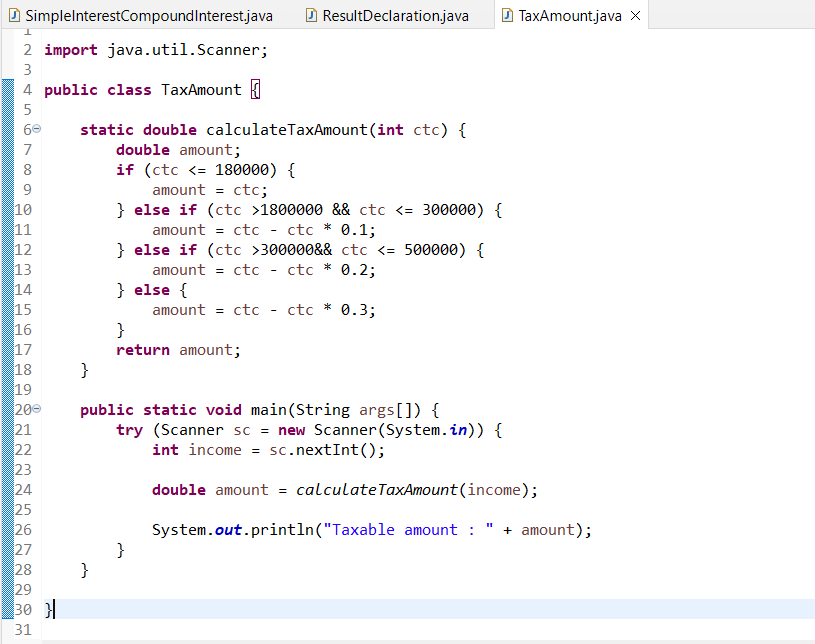 SimpleInterestCompoundInterest.java ResultDeclaration.java TaxAmount.java
1
2 import java.util.Scanner;
3
4 public class TaxAmount {
5
6 static double calculateTaxAmount(int ctc) {
7 double amount;
8 if (ctc <= 180000) {
9 amount = ctc;
10 } else if (ctc >1800000 && ctc <= 300000) {
11 amount = ctc - ctc * 0.1;
12 } else if (ctc >300000&& ctc <= 500000) {
13 amount = ctc - ctc * 0.2;
14 } else {
15 amount = ctc - ctc * 0.3;
16 }
17 return amount;
18 }
19
20 public static void main(String args[]) {
21 try (Scanner sc = new Scanner(System.in)) {
22 int income = sc.nextInt();
23
24 double amount = calculateTaxAmount(income);
25
26 System.out.println("Taxable amount : " + amount);
27 }
28 }
29
30 }
31